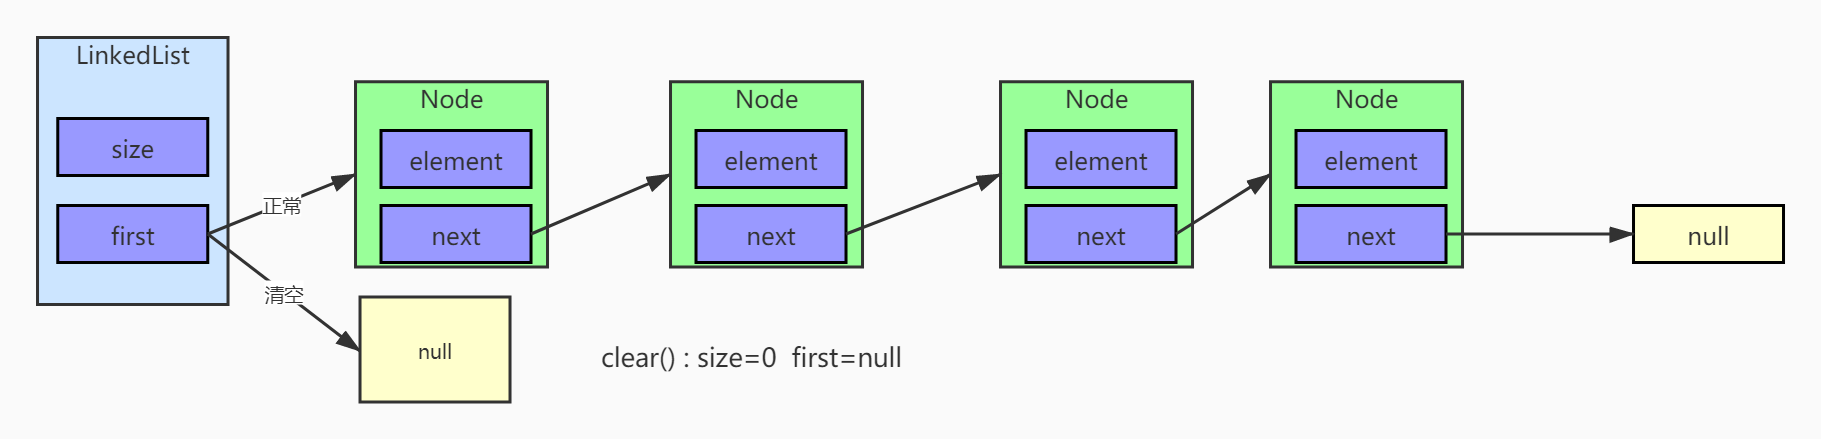 LinkedList
size
first
正常
清空
Node
element
next
Node
element
next
Node
element
next
Node
element
next
null
null
clear() : size=0  first=null